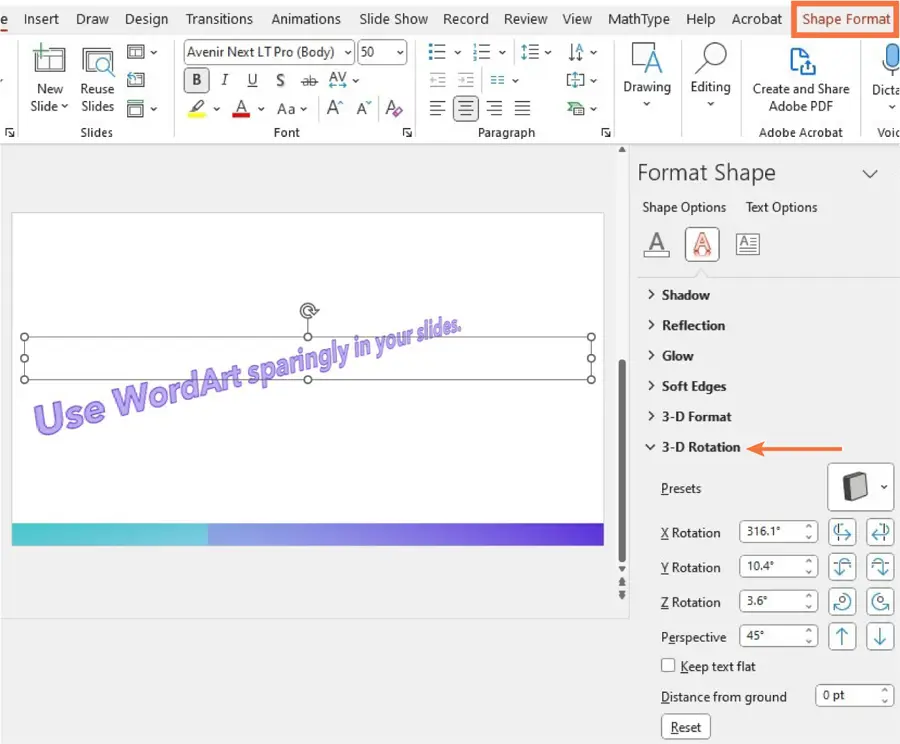 Insert Draw Design Transitions Animations Slide Show Record Review View MathType Help Acrobat Shape Format
Avenir Next LT Pro (Body) 50
B I U S ab AV
New Slide
Reuse Slides
A Aa A A A
Drawing
Editing
Create and Share
Adobe PDF
Slides Font Paragraph Adobe Acrobat
Format Shape
Shape Options Text Options
A A A
Shadow
Reflection
Glow
Soft Edges
3-D Format
3-D Rotation
Presets
X Rotation 316.1°
Y Rotation 10.4°
Z Rotation 3.6°
Perspective 45°
Keep text flat
Distance from ground 0 pt
Reset
Use WordArt sparingly in your slides.